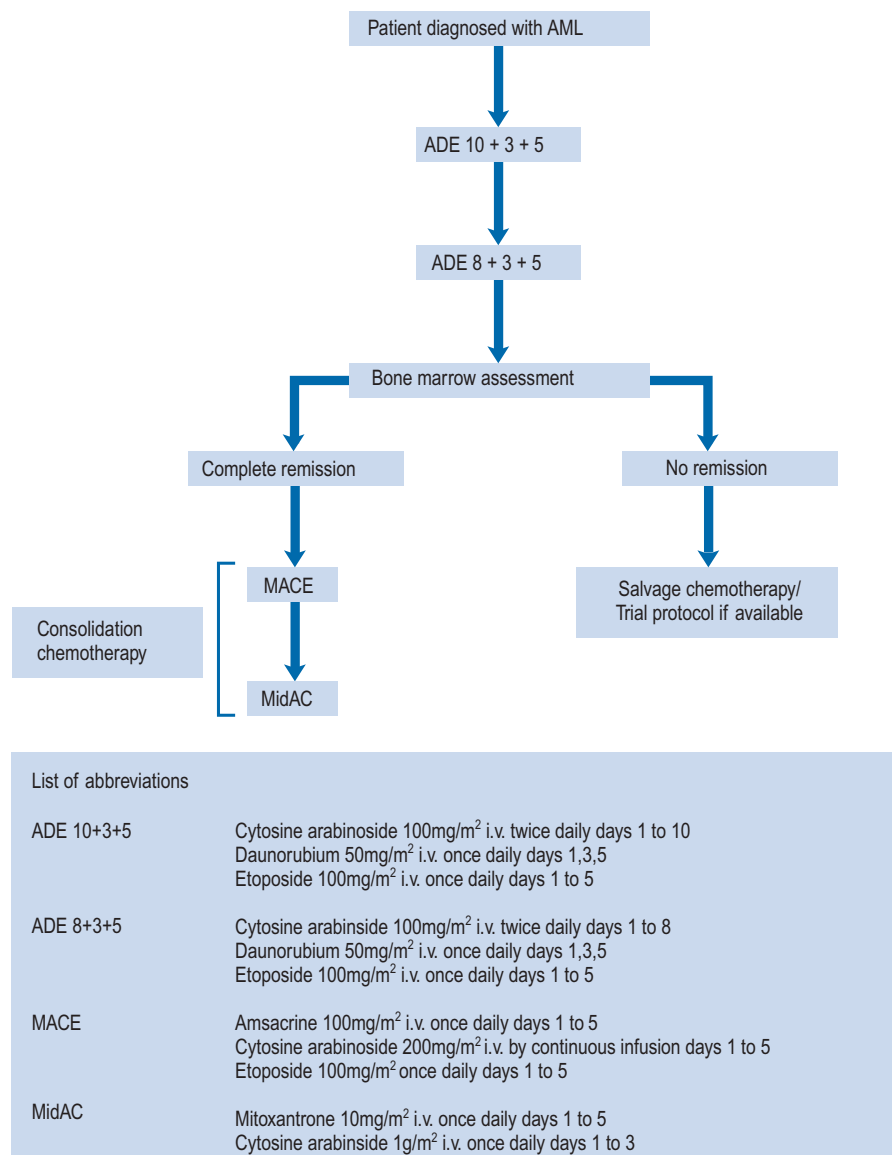 Patient diagnosed with AML
ADE 10 + 3 + 5
ADE 8 + 3 + 5
Bone marrow assessment
Complete remission
No remission
MACE
Salvage chemotherapy/
Trial protocol if available
Consolidation
chemotherapy
MidAC
List of abbreviations
ADE 10+3+5
Cytosine arabinoside 100mg/m² i.v. twice daily days 1 to 10
Daunorubium 50mg/m² i.v. once daily days 1,3,5
Etoposide 100mg/m² i.v. once daily days 1 to 5
ADE 8+3+5
Cytosine arabinside 100mg/m² i.v. twice daily days 1 to 8
Daunorubium 50mg/m² i.v. once daily days 1,3,5
Etoposide 100mg/m² i.v. once daily days 1 to 5
MACE
Amsacrine 100mg/m² i.v. once daily days 1 to 5
Cytosine arabinoside 200mg/m² i.v. by continuous infusion days 1 to 5
Etoposide 100mg/m² once daily days 1 to 5
MidAC
Mitoxantrone 10mg/m² i.v. once daily days 1 to 5
Cytosine arabinside 1g/m² i.v. once daily days 1 to 3